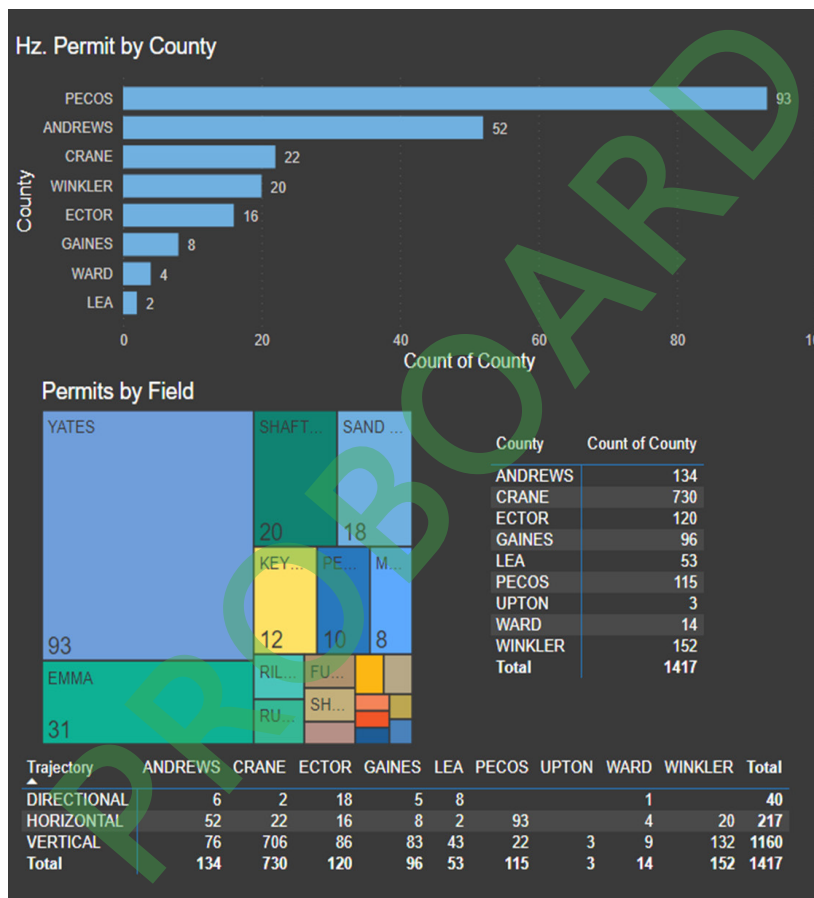 Hz. Permit by County
County
PECOS 93
ANDREWS 52
CRANE 22
WINKLER 20
ECTOR 16
GAINES 8
WARD 4
LEA 2
0 20 40 60 80
Count of County
Permits by Field
YATES 93
EMMA 31
SHAFT... 20
SAND ... 18
KEY... 12
PE... 10
M... 8
RIL...
RU...
FU...
SH...
County Count of County
ANDREWS 134
CRANE 730
ECTOR 120
GAINES 96
LEA 53
PECOS 115
UPTON 3
WARD 14
WINKLER 152
Total 1417
Trajectory ANDREWS CRANE ECTOR GAINES LEA PECOS UPTON WARD WINKLER Total
DIRECTIONAL 6 2 18 5 8 1 40
HORIZONTAL 52 22 16 8 2 93 4 20 217
VERTICAL 76 706 86 83 43 22 3 9 132 1160
Total 134 730 120 96 53 115 3 14 152 1417
PROBOARD